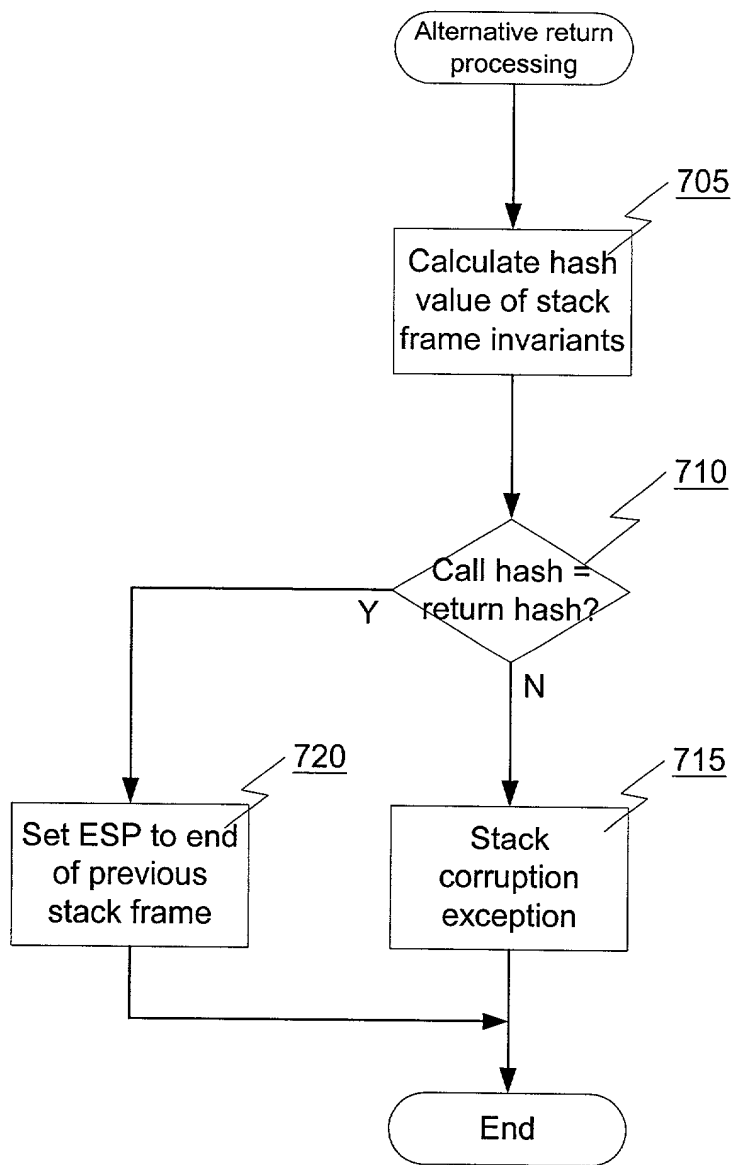 Alternative return
processing
705
Calculate hash
value of stack
frame invariants
710
Call hash =
return hash?
Y
N
720
715
Set ESP to end
of previous
stack frame
Stack
corruption
exception
End